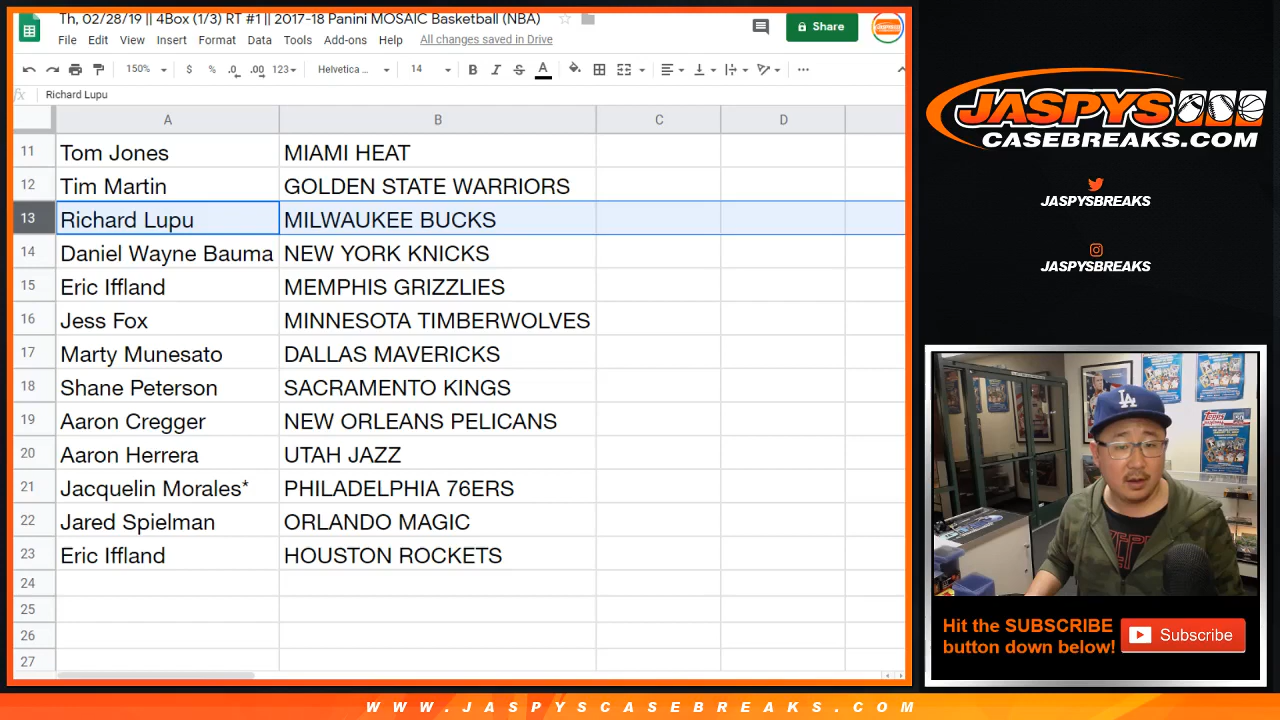 Th, 02/28/19 || 4Box (1/3) RT #1 || 2017-18 Panini MOSAIC Basketball (NBA)
File Edit View Insert Format Data Tools Add-ons Help All changes saved in Drive
Share
150% $ % .0 .00 123 Helvetica ... 14 B I S A
fx Richard Lupu
A B C D
11 Tom Jones MIAMI HEAT
12 Tim Martin GOLDEN STATE WARRIORS
13 Richard Lupu MILWAUKEE BUCKS
14 Daniel Wayne Bauma NEW YORK KNICKS
15 Eric Iffland MEMPHIS GRIZZLIES
16 Jess Fox MINNESOTA TIMBERWOLVES
17 Marty Munesato DALLAS MAVERICKS
18 Shane Peterson SACRAMENTO KINGS
19 Aaron Cregger NEW ORLEANS PELICANS
20 Aaron Herrera UTAH JAZZ
21 Jacquelin Morales* PHILADELPHIA 76ERS
22 Jared Spielman ORLANDO MAGIC
23 Eric Iffland HOUSTON ROCKETS
24
25
26
27
JASPYS
CASEBREAKS.COM
JASPYSBREAKS
JASPYSBREAKS
LA
topps
Hit the SUBSCRIBE
button down below!
Subscribe
WWW.JASPYSCASEBREAKS.COM